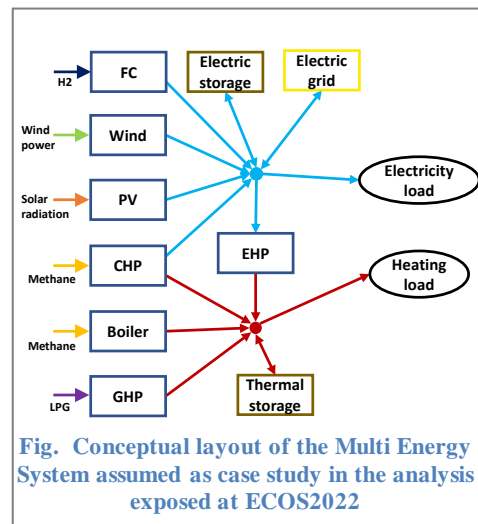 FC
H2
Electric
storage
Electric
grid
Wind
power
Wind
Solar
radiation
PV
Electricity
load
Methane
CHP
EHP
Heating
load
Methane
Boiler
LPG
GHP
Thermal
storage
Fig. Conceptual layout of the Multi Energy
System assumed as case study in the analysis
exposed at ECOS2022